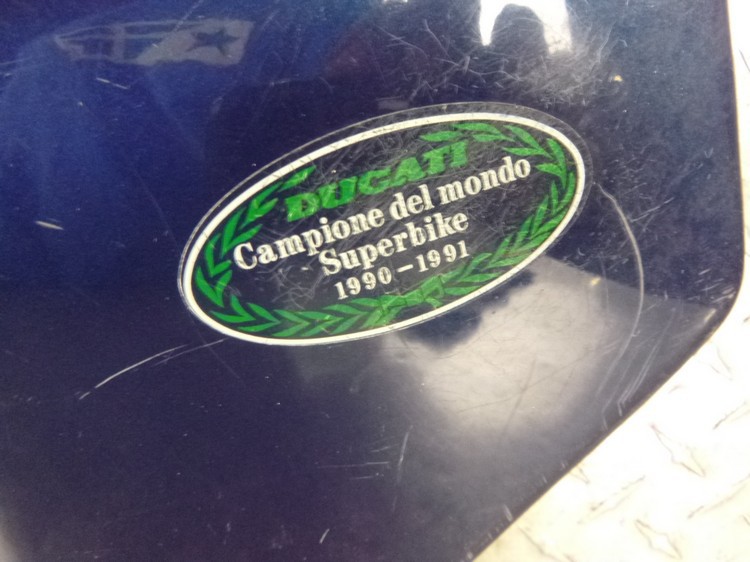 DUCATI
Campione del mondo
Superbike
1990-1991